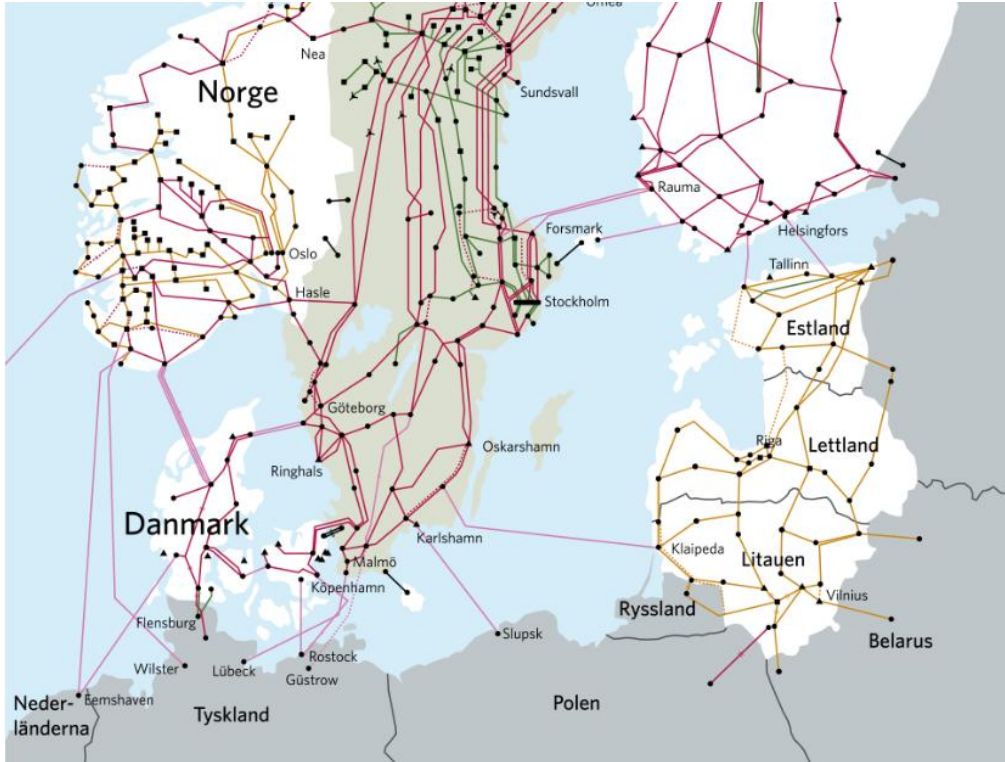 Umeå
Nea
Norge
Sundsvall
Rauma
Forsmark
Helsingfors
Oslo
Tallinn
Hasle
Stockholm
Estland
Göteborg
Riga
Lettland
Oskarshamn
Ringhals
Danmark
Karlshamn
Klaipeda
Malmö
Litauen
Köpenhamn
Vilnius
Ryssland
Flensburg
Slupsk
Belarus
Rostock
Wilster
Lübeck
Güstrow
Neder-
länderna
Eemshaven
Tyskland
Polen